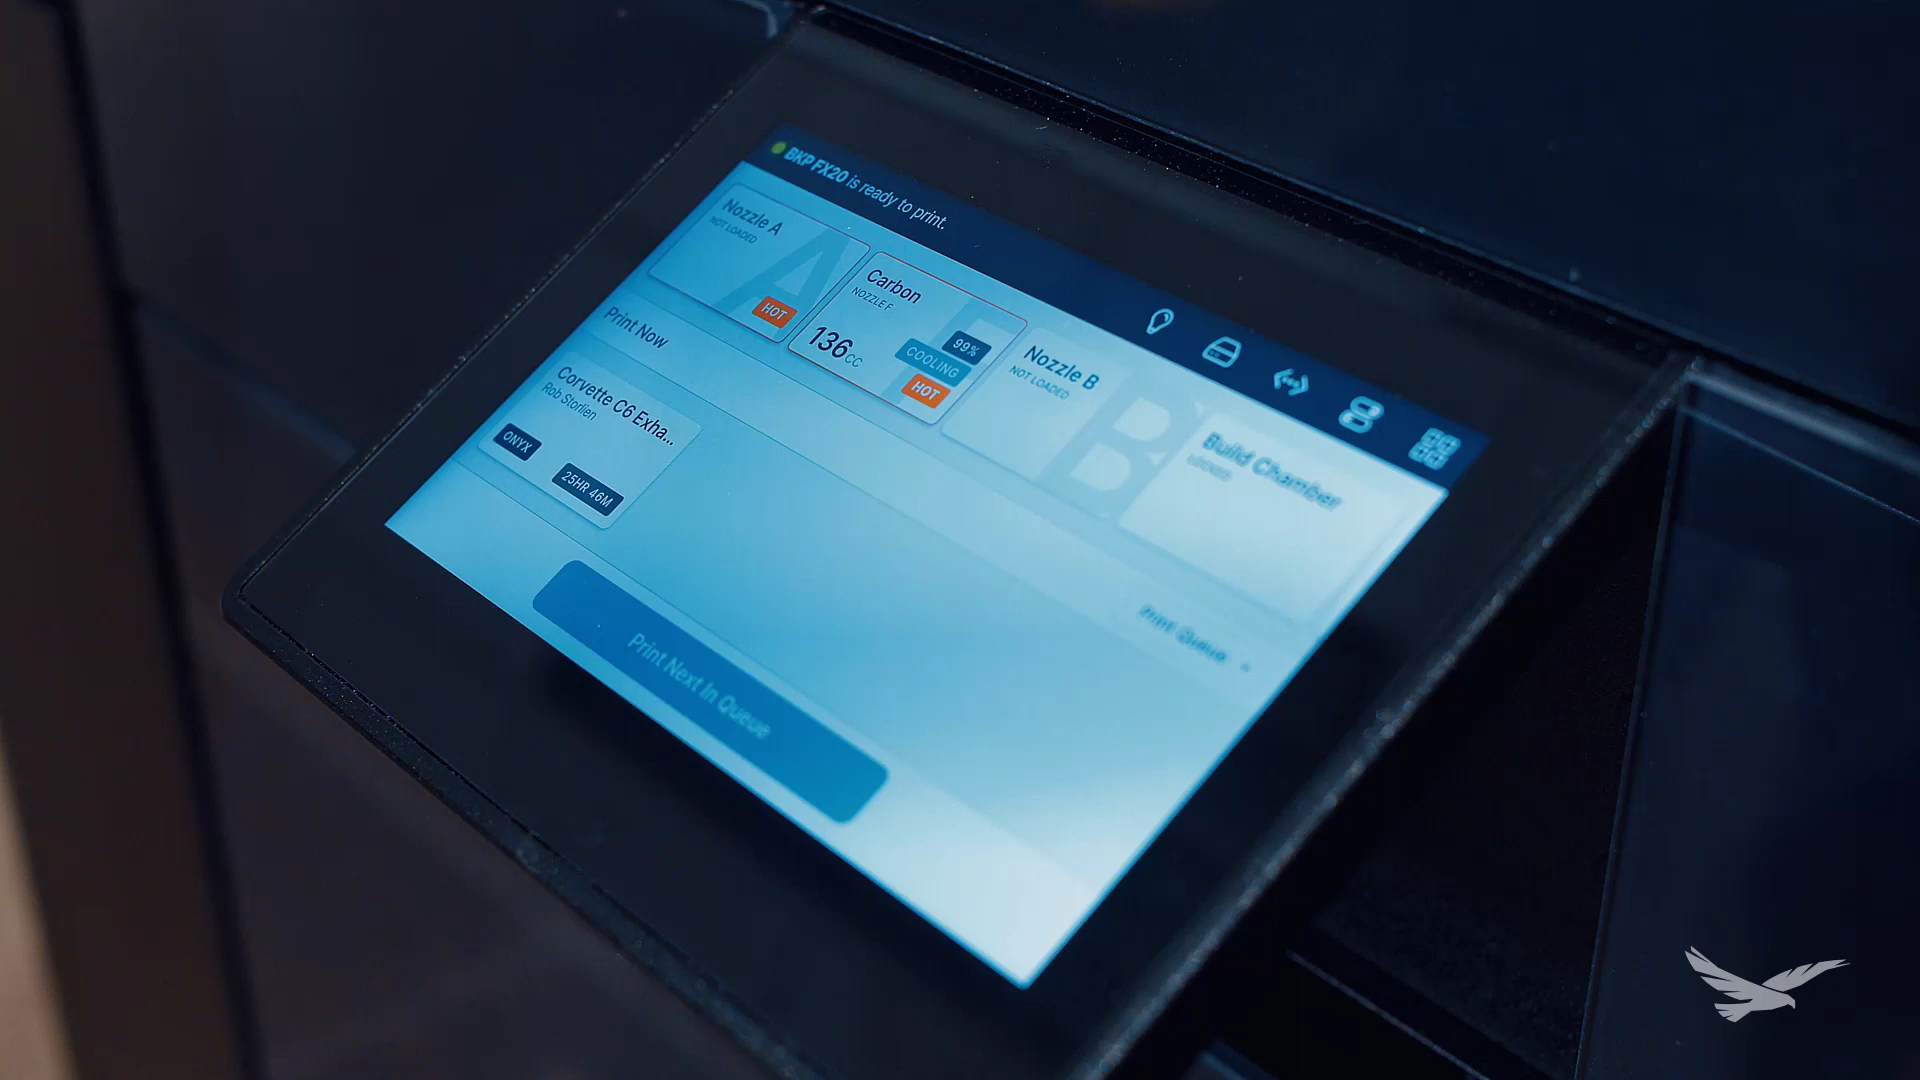 BKP FX20 is ready to print.
Nozzle A
NOT LOADED
HOT
Carbon
NOZZLE F
136CC
99%
COOLING
HOT
Nozzle B
NOT LOADED
Build Chamber
Print Now
Print Queue
Corvette C6 Exha...
Rob Storlien
ONYX
25HR 46M
Print Next In Queue
A
F
B